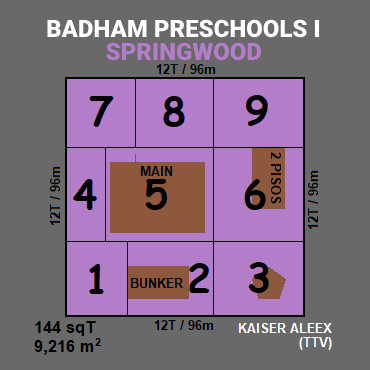 BADHAM PRESCHOOLS I
SPRINGWOOD
12T / 96m
7 8 9
12T / 96m
4
MAIN
5
6
2 PISOS
12T / 96m
1
BUNKER 2
3
12T / 96m
144 sqT
9,216 m²
KAISER ALEEX
(TTV)